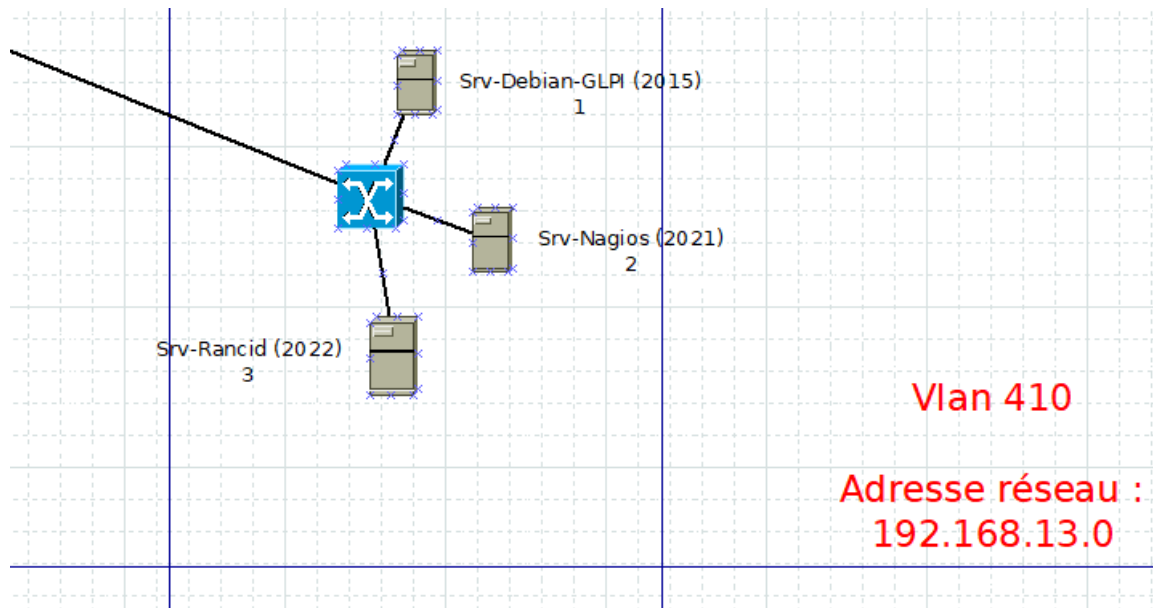 Srv-Debian-GLPI (2015)
1
Srv-Nagios (2021)
2
Srv-Rancid (2022)
3
Vlan 410
Adresse réseau :
192.168.13.0